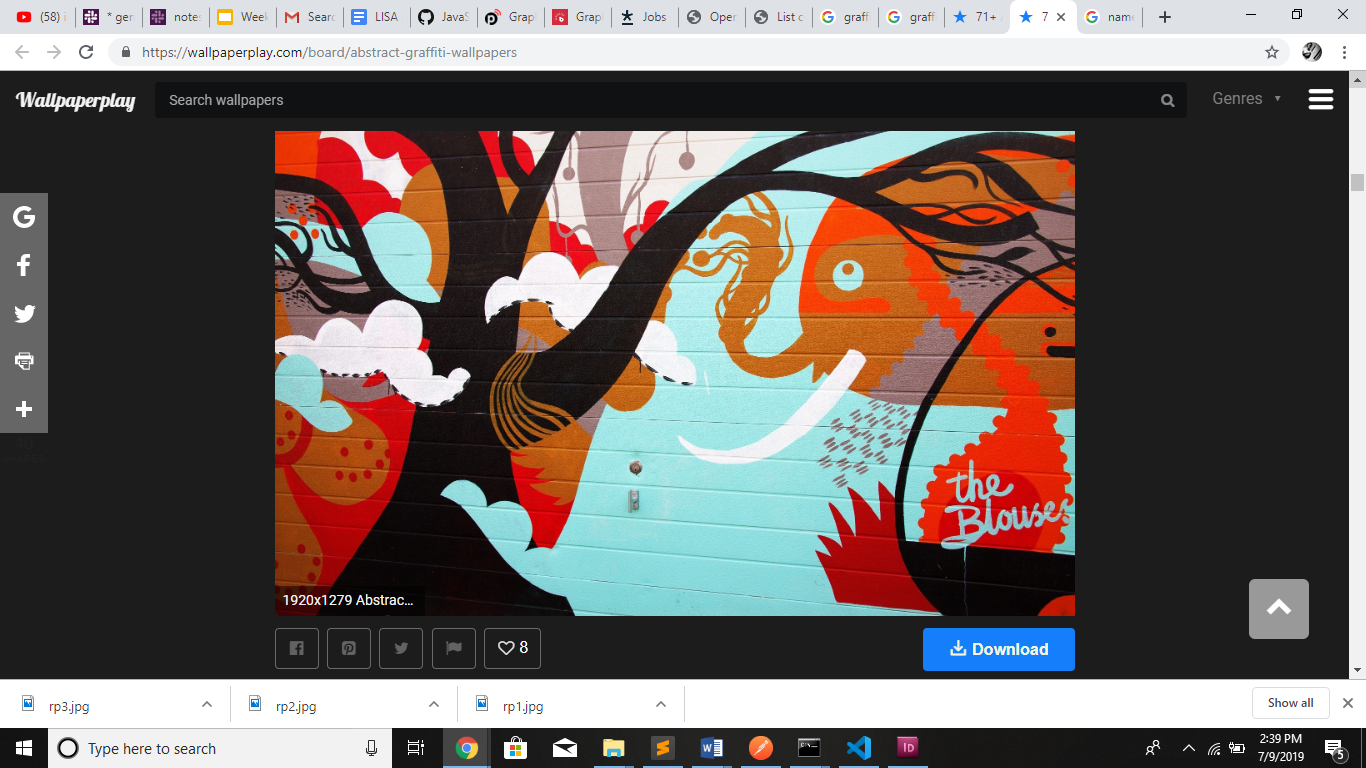 (58) i
* ger
note:
Week
Searc
LISA
JavaS
Grap
Grap
Jobs
Oper
List c
graff
graff
71+
7
name
https://wallpaperplay.com/board/abstract-graffiti-wallpapers
Wallpaperplay
Search wallpapers
Genres
the
Blouses
1920x1279 Abstrac...
8
Download
rp3.jpg
rp2.jpg
rp1.jpg
Show all
Type here to search
2:39 PM
7/9/2019
5